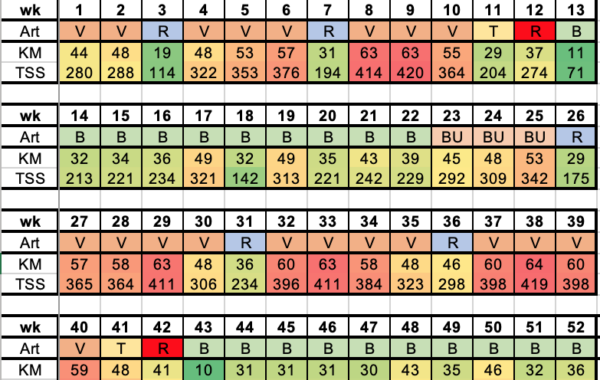 wk 1 2 3 4 5 6 7 8 9 10 11 12 13
Art V V R V V V R V V V T R B
KM 44 48 19 48 53 57 31 63 63 55 29 37 11
TSS 280 288 114 322 353 376 194 414 420 364 204 274 71
wk 14 15 16 17 18 19 20 21 22 23 24 25 26
Art B B B B B B B B B BU BU BU R
KM 32 34 36 49 32 49 35 43 39 45 48 53 29
TSS 213 221 234 321 142 313 221 242 229 292 309 342 175
wk 27 28 29 30 31 32 33 34 35 36 37 38 39
Art V V V V R V V V V R V V V
KM 57 58 63 48 36 60 63 58 48 46 60 64 60
TSS 365 364 411 306 234 396 411 384 323 298 398 419 398
wk 40 41 42 43 44 45 46 47 48 49 50 51 52
Art V T R B B B B B B B B B B
KM 59 48 41 10 31 31 31 30 43 35 46 32 36